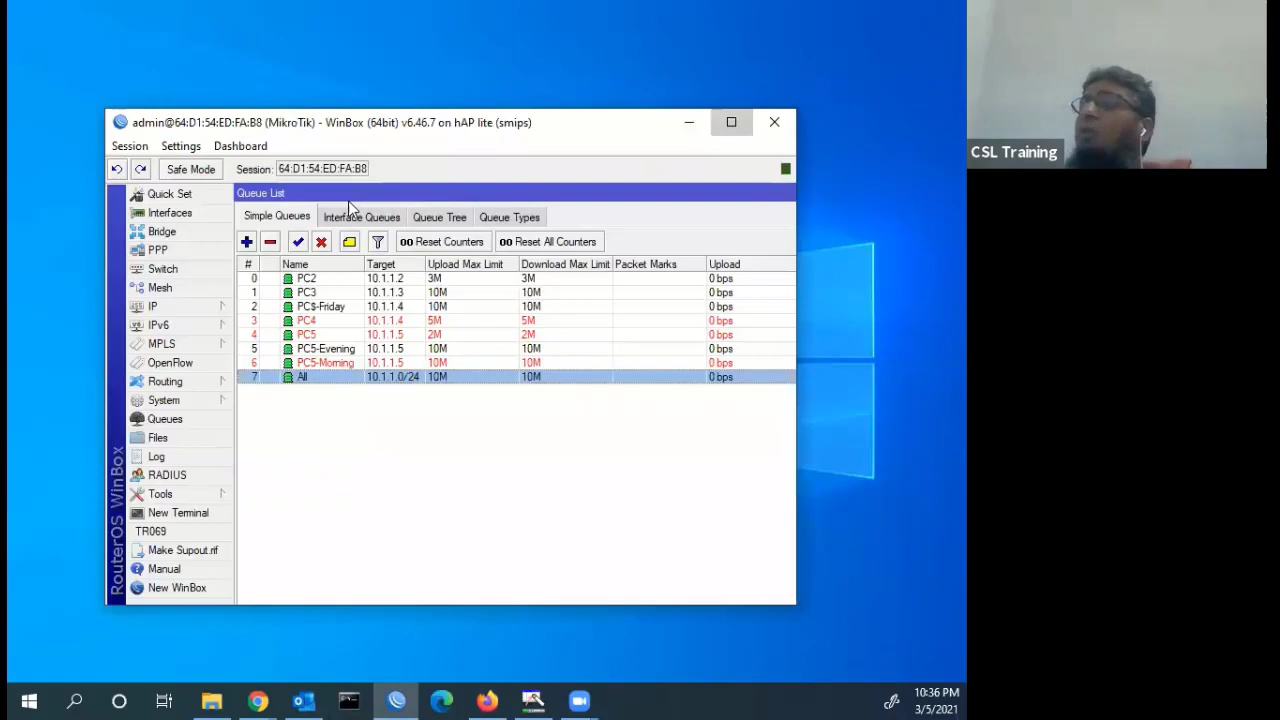 admin@64:D1:54:ED:FA:B8 (MikroTik) - WinBox (64bit) v6.46.7 on hAP lite (smips)
Session Settings Dashboard
Safe Mode Session: 64:D1:54:ED:FA:B8
Quick Set
Interfaces
Bridge
PPP
Switch
Mesh
IP
IPv6
MPLS
OpenFlow
Routing
System
Queues
Files
Log
RADIUS
Tools
New Terminal
TR069
Make Supout.rif
Manual
New WinBox
RouterOS WinBox
Queue List
Simple Queues Interface Queues Queue Tree Queue Types
00 Reset Counters 00 Reset All Counters
# Name Target Upload Max Limit Download Max Limit Packet Marks Upload
0 PC2 10.1.1.2 3M 3M 0 bps
1 PC3 10.1.1.3 10M 10M 0 bps
2 PC$-Friday 10.1.1.4 10M 10M 0 bps
3 PC4 10.1.1.4 5M 5M 0 bps
4 PC5 10.1.1.5 2M 2M 0 bps
5 PC5-Evening 10.1.1.5 10M 10M 0 bps
6 PC5-Morning 10.1.1.5 10M 10M 0 bps
7 All 10.1.1.0/24 10M 10M 0 bps
CSL Training
10:36 PM
3/5/2021